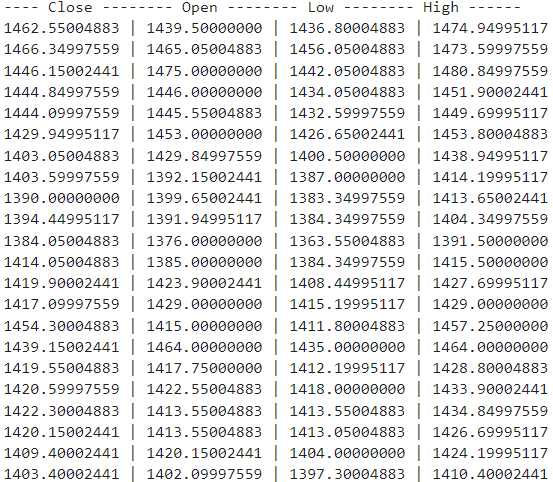 ---- Close -------- Open -------- Low --------- High ------
1462.55004883 | 1439.50000000 | 1436.80004883 | 1474.94995117
1466.34997559 | 1465.05004883 | 1456.05004883 | 1473.59997559
1446.15002441 | 1475.00000000 | 1442.05004883 | 1480.84997559
1444.84997559 | 1446.00000000 | 1434.05004883 | 1451.90002441
1444.09997559 | 1445.55004883 | 1432.59997559 | 1449.69995117
1429.94995117 | 1453.00000000 | 1426.65002441 | 1453.80004883
1403.05004883 | 1429.84997559 | 1400.50000000 | 1438.94995117
1403.59997559 | 1392.15002441 | 1387.00000000 | 1414.19995117
1390.00000000 | 1399.65002441 | 1383.34997559 | 1413.65002441
1394.44995117 | 1391.94995117 | 1384.34997559 | 1404.34997559
1384.05004883 | 1376.00000000 | 1363.55004883 | 1391.50000000
1414.05004883 | 1385.00000000 | 1384.34997559 | 1415.50000000
1419.90002441 | 1423.90002441 | 1408.44995117 | 1427.69995117
1417.09997559 | 1429.00000000 | 1415.19995117 | 1429.00000000
1454.30004883 | 1415.00000000 | 1411.80004883 | 1457.25000000
1439.15002441 | 1464.00000000 | 1435.00000000 | 1464.00000000
1419.55004883 | 1417.75000000 | 1412.19995117 | 1428.80004883
1420.59997559 | 1422.55004883 | 1418.00000000 | 1433.90002441
1422.30004883 | 1413.55004883 | 1413.55004883 | 1434.84997559
1420.15002441 | 1413.55004883 | 1413.05004883 | 1426.69995117
1409.40002441 | 1420.15002441 | 1404.00000000 | 1424.19995117
1403.40002441 | 1402.09997559 | 1397.30004883 | 1410.40002441